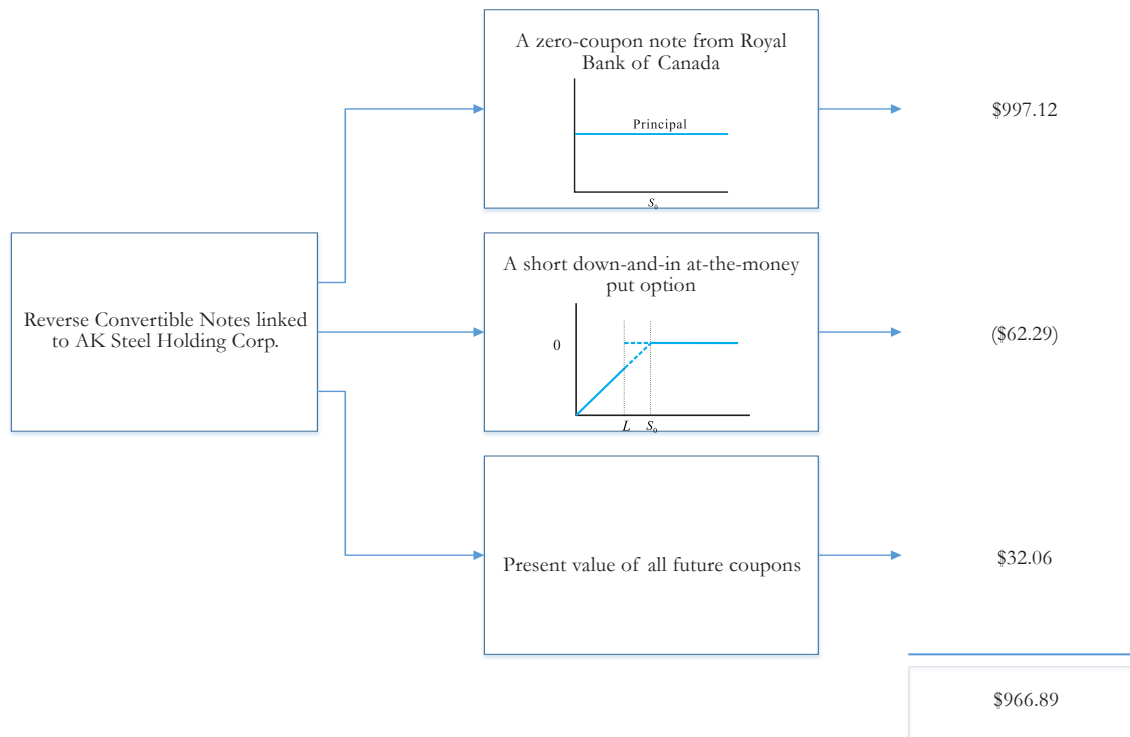 A zero-coupon note from Royal
Bank of Canada
Principal
S₀
$997.12
Reverse Convertible Notes linked
to AK Steel Holding Corp.
A short down-and-in at-the-money
put option
0
L S₀
($62.29)
Present value of all future coupons
$32.06
$966.89